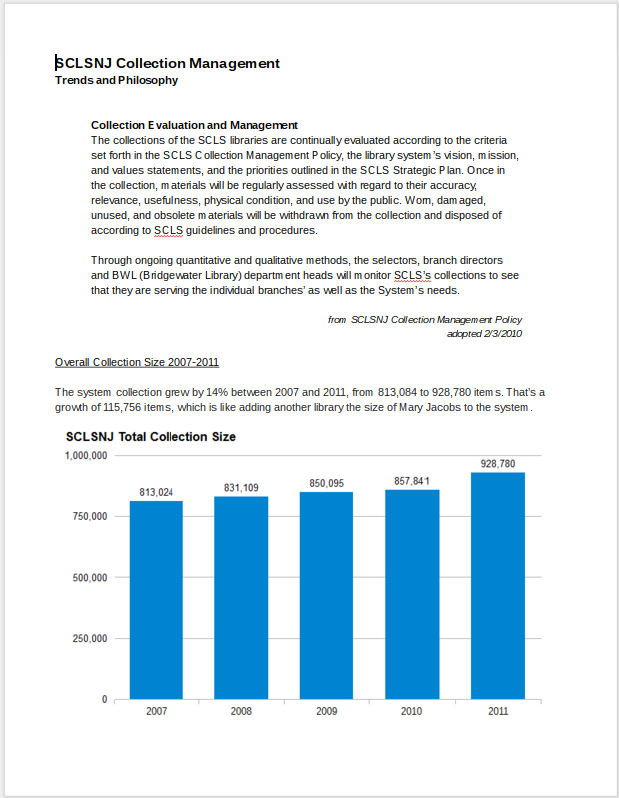 SCLSNJ Collection Management
Trends and Philosophy
Collection Evaluation and Management
The collections of the SCLS libraries are continually evaluated according to the criteria
set forth in the SCLS Collection Management Policy, the library system's vision, mission,
and values statements, and the priorities outlined in the SCLS Strategic Plan. Once in
the collection, materials will be regularly assessed with regard to their accuracy,
relevance, usefulness, physical condition, and use by the public. Worn, damaged,
unused, and obsolete materials will be withdrawn from the collection and disposed of
according to SCLS guidelines and procedures.
Through ongoing quantitative and qualitative methods, the selectors, branch directors
and BWL (Bridgewater Library) department heads will monitor SCLS's collections to see
that they are serving the individual branches' as well as the System's needs.
from SCLSNJ Collection Management Policy
adopted 2/3/2010
Overall Collection Size 2007-2011
The system collection grew by 14% between 2007 and 2011, from 813,084 to 928,780 items. That's a
growth of 115,756 items, which is like adding another library the size of Mary Jacobs to the system.
SCLSNJ Total Collection Size
1,000,000
928,780
857,841
850,095
831,109
813,024
750,000
500,000
250,000
0
2007 2008 2009 2010 2011